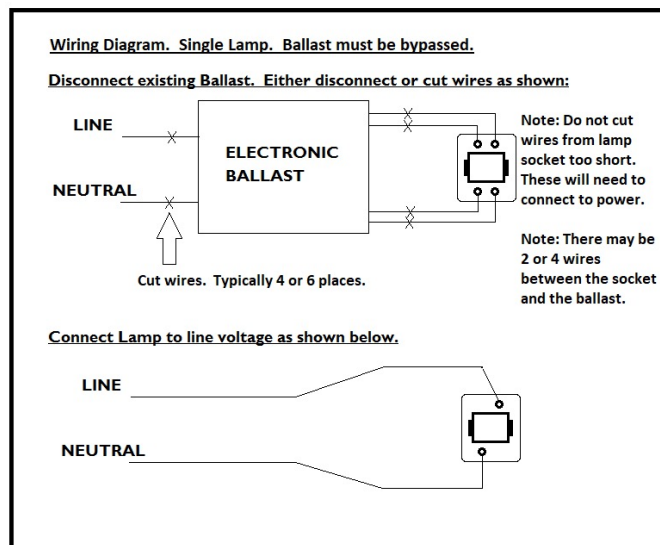 Wiring Diagram. Single Lamp. Ballast must be bypassed.
Disconnect existing Ballast. Either disconnect or cut wires as shown:
LINE
NEUTRAL
ELECTRONIC
BALLAST
Note: Do not cut
wires from lamp
socket too short.
These will need to
connect to power.
Note: There may be
2 or 4 wires
between the socket
and the ballast.
Cut wires. Typically 4 or 6 places.
Connect Lamp to line voltage as shown below.
LINE
NEUTRAL